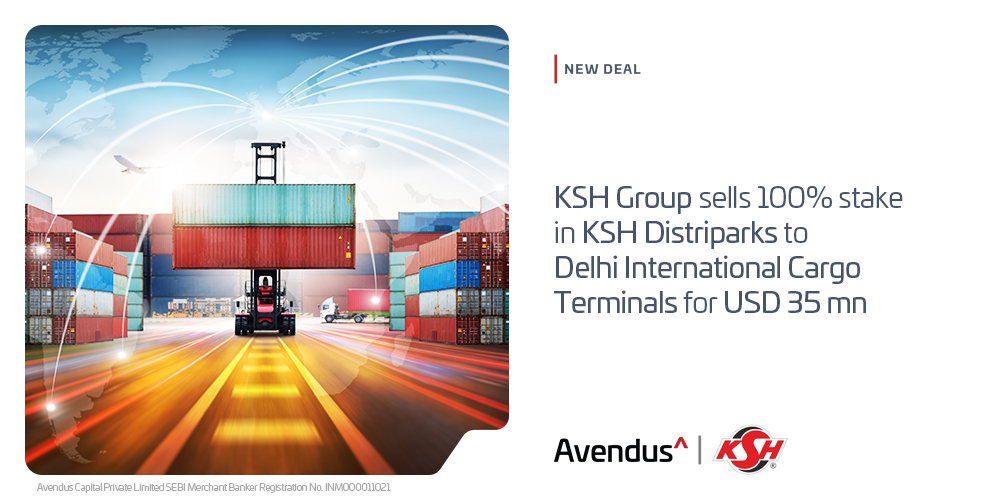 NEW DEAL
KSH Group sells 100% stake
in KSH Distriparks to
Delhi International Cargo
Terminals for USD 35 mn
Avendus^ | KSH®
Avendus Capital Private Limited SEBI Merchant Banker Registration No. INM000011021